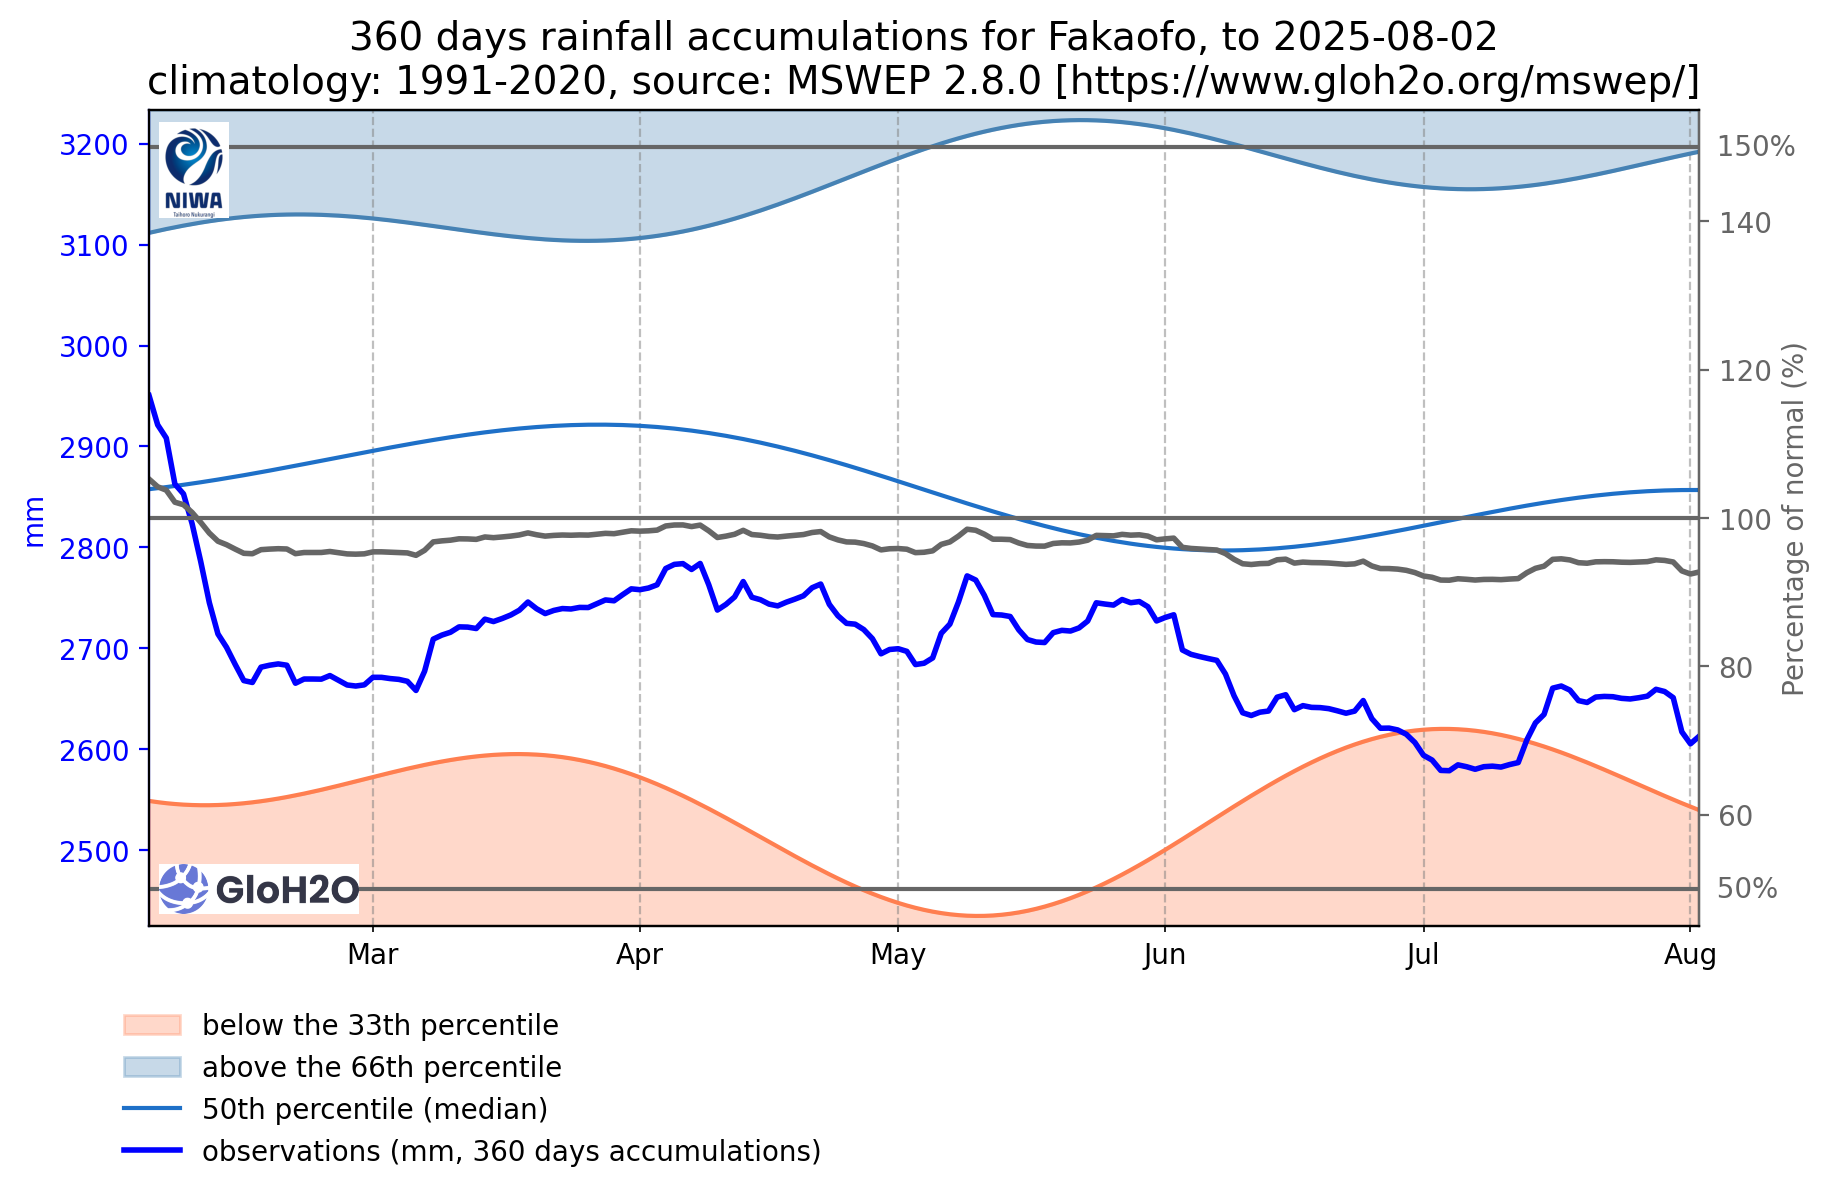 360 days rainfall accumulations for Fakaofo, to 2025-08-02
climatology: 1991-2020, source: MSWEP 2.8.0 [https://www.gloh2o.org/mswep/]
NIWA
Taihoro Nukurangi
3200
3100
3000
2900
2800
2700
2600
2500
mm
150%
140
120
100
80
60
50%
Percentage of normal (%)
GloH2O
Mar
Apr
May
Jun
Jul
Aug
below the 33th percentile
above the 66th percentile
50th percentile (median)
observations (mm, 360 days accumulations)